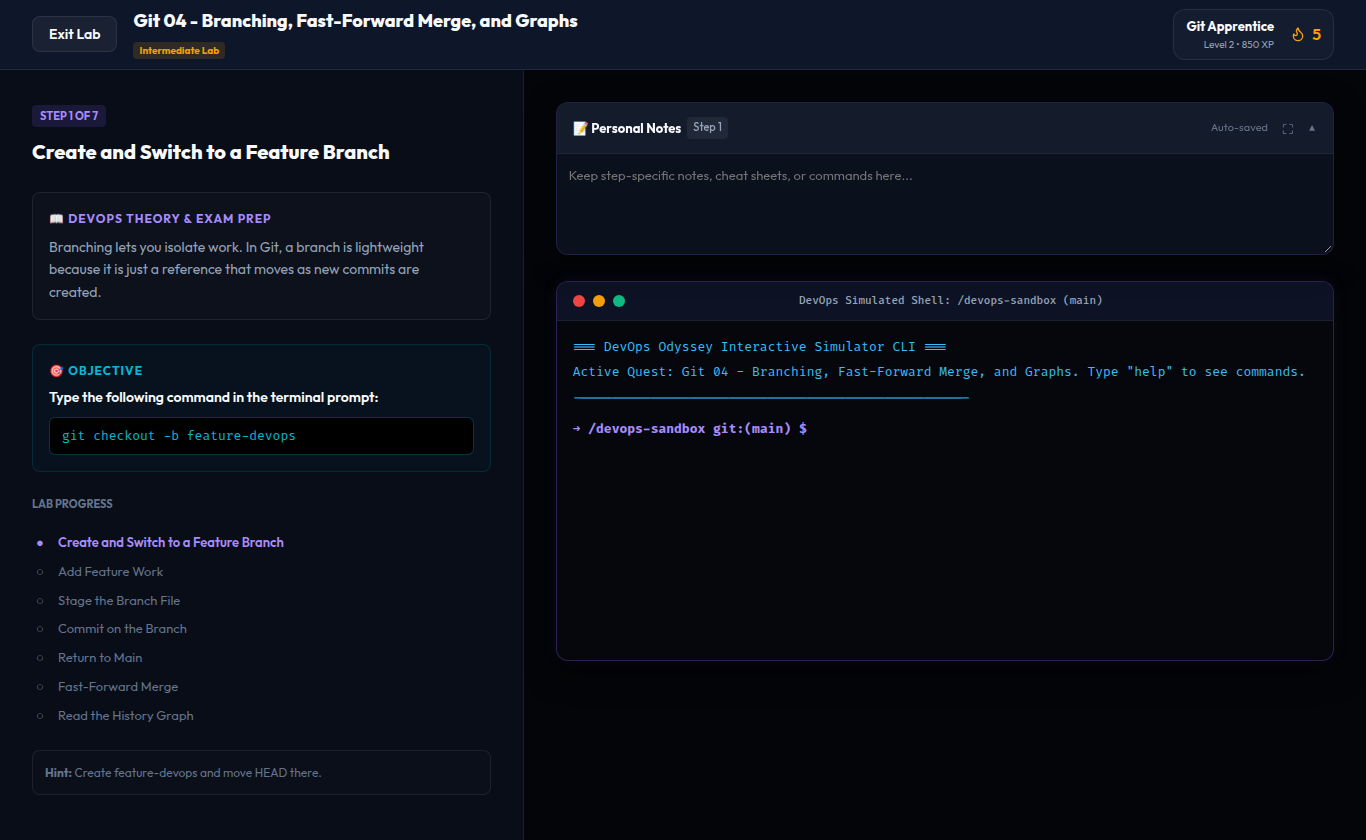 Exit Lab
Git 04 - Branching, Fast-Forward Merge, and Graphs
Intermediate Lab
Git Apprentice
Level 2 • 850 XP
5
STEP 1 OF 7
Create and Switch to a Feature Branch
📖 DEVOPS THEORY & EXAM PREP
Branching lets you isolate work. In Git, a branch is lightweight
because it is just a reference that moves as new commits are
created.
🎯 OBJECTIVE
Type the following command in the terminal prompt:
git checkout -b feature-devops
LAB PROGRESS
● Create and Switch to a Feature Branch
○ Add Feature Work
○ Stage the Branch File
○ Commit on the Branch
○ Return to Main
○ Fast-Forward Merge
○ Read the History Graph
Hint: Create feature-devops and move HEAD there.
📝 Personal Notes Step 1
Auto-saved
Keep step-specific notes, cheat sheets, or commands here...
DevOps Simulated Shell: /devops-sandbox (main)
=== DevOps Odyssey Interactive Simulator CLI ===
Active Quest: Git 04 - Branching, Fast-Forward Merge, and Graphs. Type "help" to see commands.
→ /devops-sandbox git:(main) $